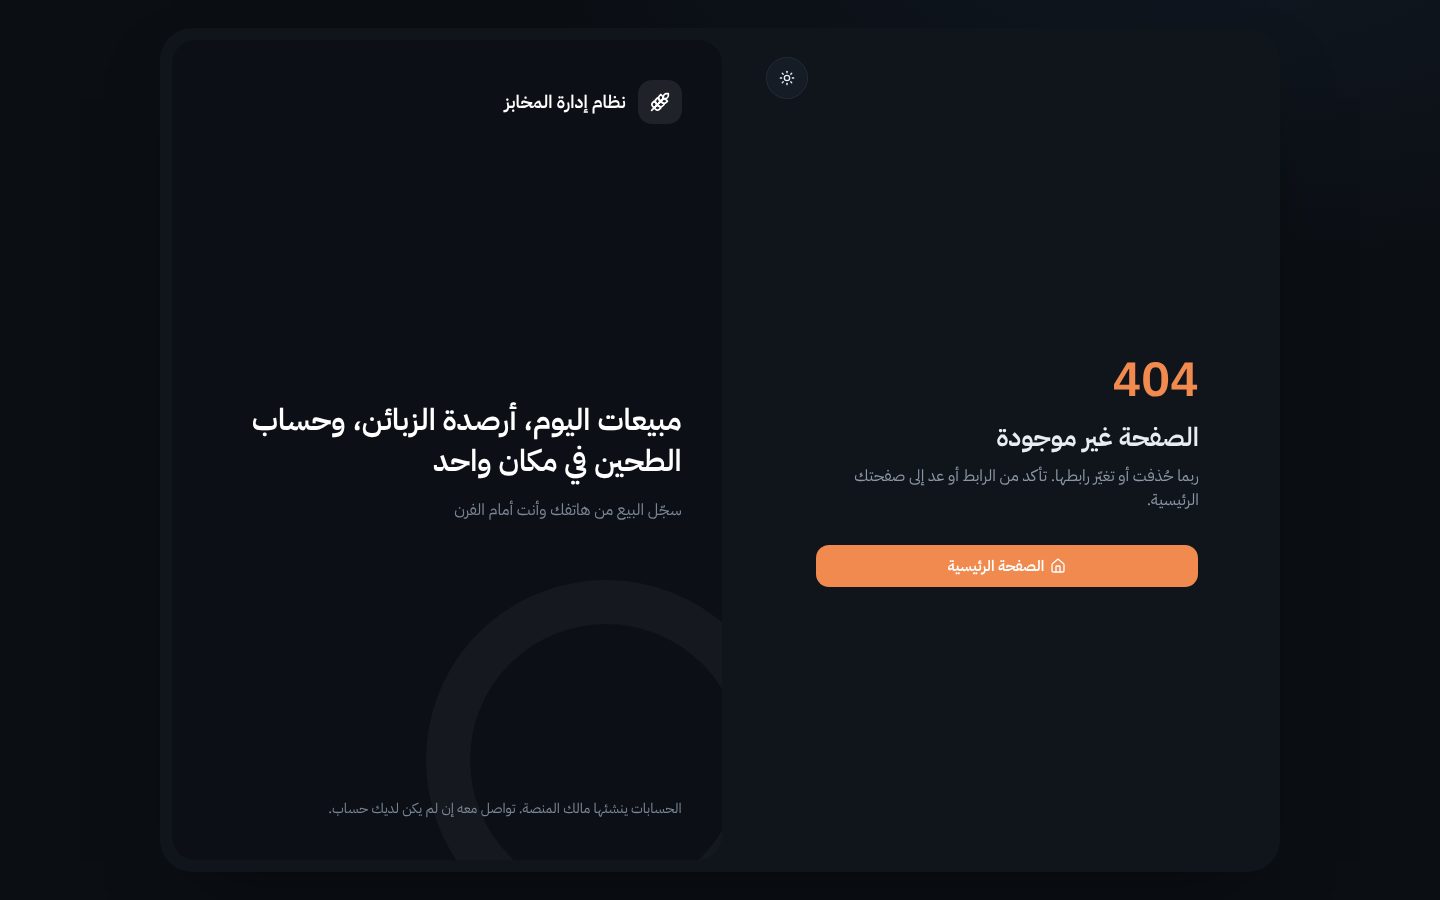 404
الصفحة غير موجودة
ربما حُذفت أو تغيّر رابطها. تأكد من الرابط أو عد إلى صفحتك
الرئيسية.
الصفحة الرئيسية
نظام إدارة المخابز
مبيعات اليوم، أرصدة الزبائن، وحساب
الطحين في مكان واحد
سجّل البيع من هاتفك وأنت أمام الفرن
الحسابات ينشئها مالك المنصة. تواصل معه إن لم يكن لديك حساب.